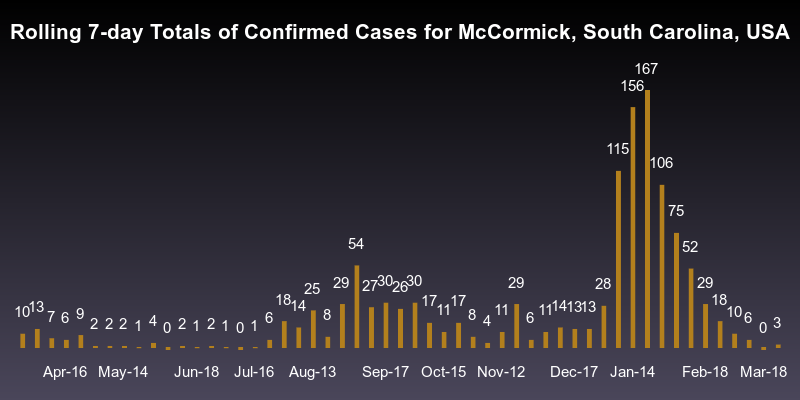 Rolling 7-day Totals of Confirmed Cases for McCormick, South Carolina, USA
10 13 7 6 9 2 2 2 1 4 0 2 1 2 1 0 1 6 18 14 25 8 29 54 27 30 26 30 17 11 17 8 4 11 29 6 11 14 13 13 28 115 156 167 106 75 52 29 18 10 6 0 3
Apr-16 May-14 Jun-18 Jul-16 Aug-13 Sep-17 Oct-15 Nov-12 Dec-17 Jan-14 Feb-18 Mar-18